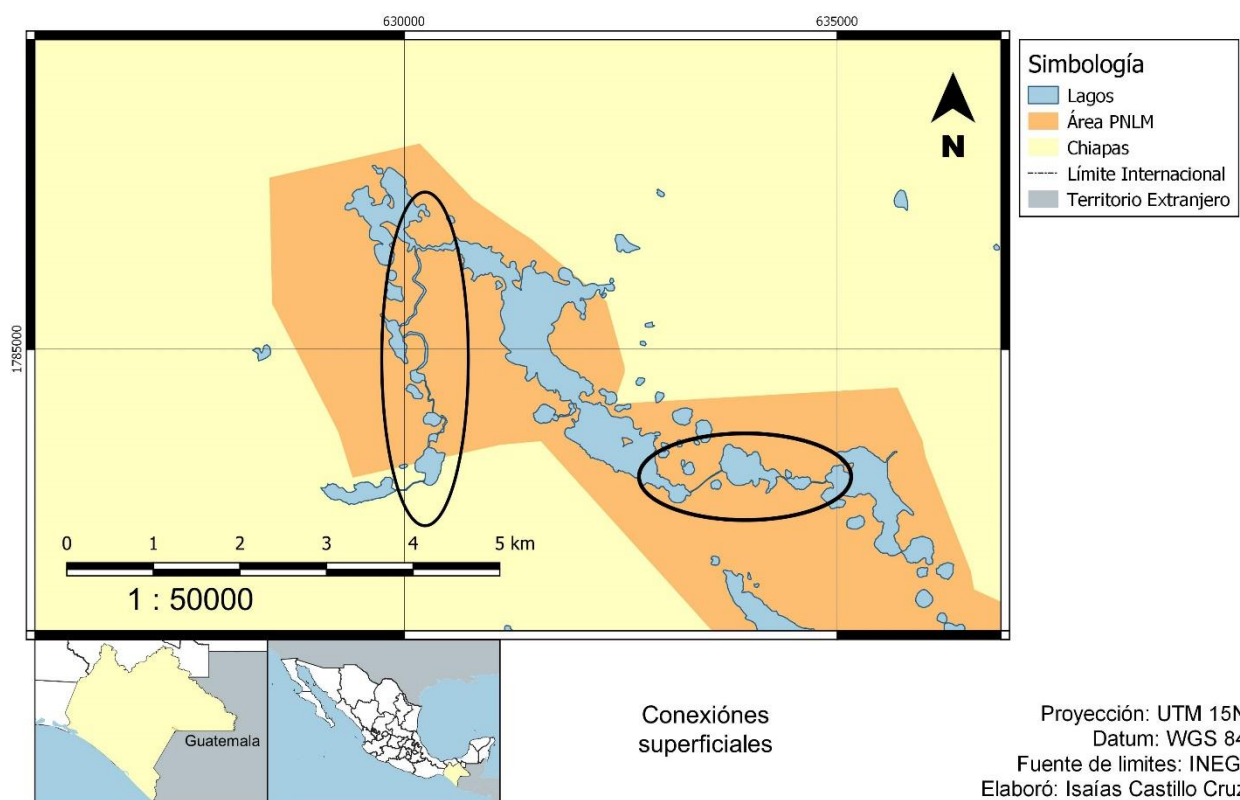 630000
635000
1785000
N
Simbología
Lagos
Área PNLM
Chiapas
Límite Internacional
Territorio Extranjero
0 1 2 3 4 5 km
1 : 50000
Guatemala
Conexiónes
superficiales
Proyección: UTM 15N
Datum: WGS 84
Fuente de limites: INEG
Elaboró: Isaías Castillo Cruz